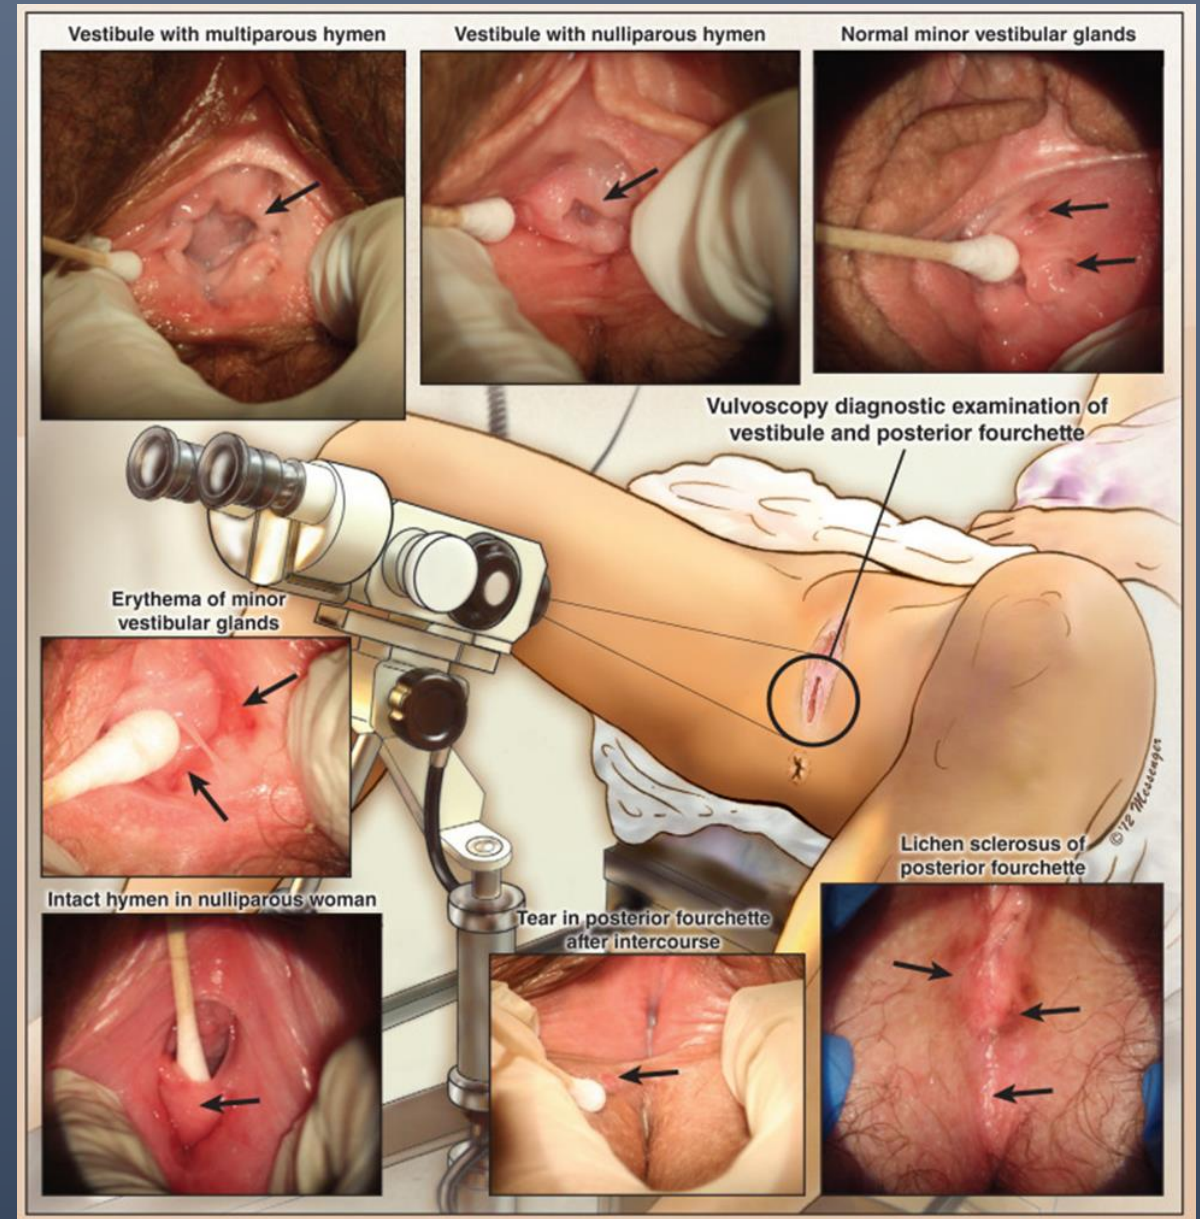 Vestibule with multiparous hymen
Vestibule with nulliparous hymen
Normal minor vestibular glands
Vulvoscopy diagnostic examination of
vestibule and posterior fourchette
Erythema of minor
vestibular glands
©'12 Messenger
Lichen sclerosus of
posterior fourchette
Intact hymen in nulliparous woman
Tear in posterior fourchette
after intercourse